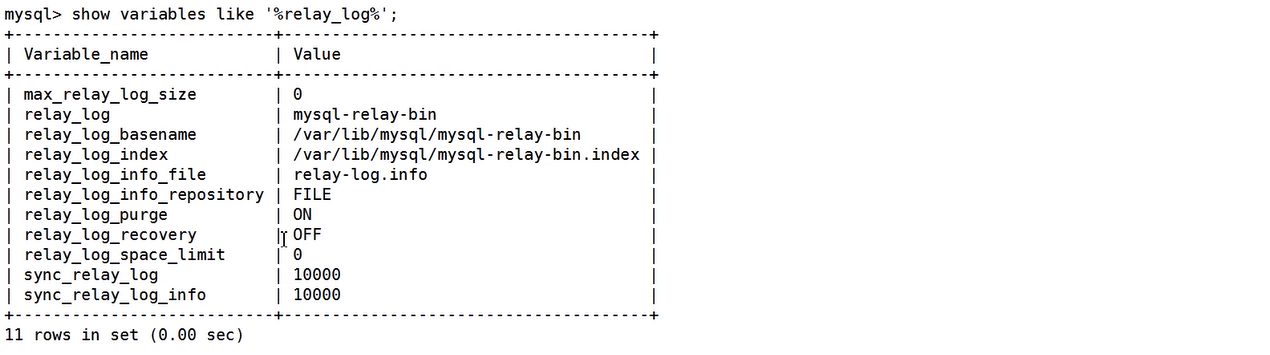 mysql> show variables like '%relay_log%';
+---------------------------+--------------------------------------+
| Variable_name             | Value                                |
+---------------------------+--------------------------------------+
| max_relay_log_size        | 0                                    |
| relay_log                 | mysql-relay-bin                      |
| relay_log_basename        | /var/lib/mysql/mysql-relay-bin       |
| relay_log_index           | /var/lib/mysql/mysql-relay-bin.index |
| relay_log_info_file       | relay-log.info                       |
| relay_log_info_repository | FILE                                 |
| relay_log_purge           | ON                                   |
| relay_log_recovery        | OFF                                  |
| relay_log_space_limit     | 0                                    |
| sync_relay_log            | 10000                                |
| sync_relay_log_info       | 10000                                |
+---------------------------+--------------------------------------+
11 rows in set (0.00 sec)